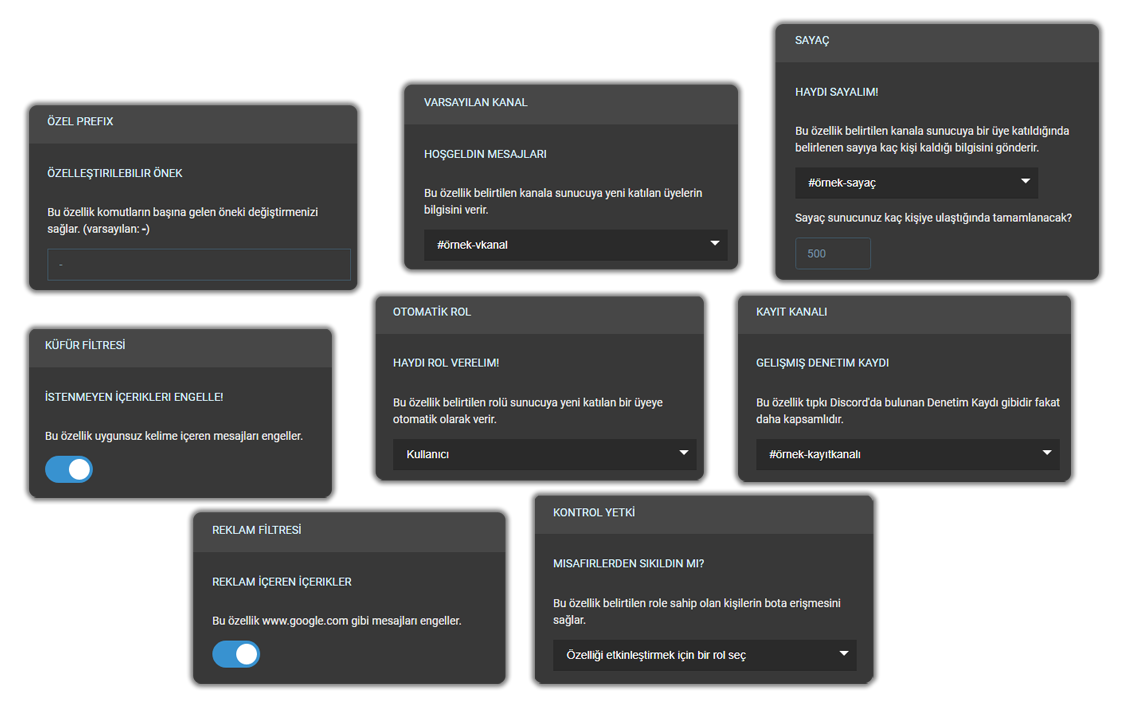 ÖZEL PREFIX
ÖZELLEŞTIRILEBILIR ÖNEK
Bu özellik komutların başına gelen öneki değiştirmenizi
sağlar. (varsayılan: -)
-
VARSAYILAN KANAL
HOŞGELDIN MESAJLARI
Bu özellik belirtilen kanala sunucuya yeni katılan üyelerin
bilgisini verir.
#örnek-vkanal
SAYAÇ
HAYDI SAYALIM!
Bu özellik belirtilen kanala sunucuya bir üye katıldığında
belirlenen sayıya kaç kişi kaldığı bilgisini gönderir.
#örnek-sayaç
Sayaç sunucunuz kaç kişiye ulaştığında tamamlanacak?
500
KÜFÜR FİLTRESİ
İSTENMEYEN İÇERIKLERI ENGELLE!
Bu özellik uygunsuz kelime içeren mesajları engeller.
OTOMATİK ROL
HAYDI ROL VERELIM!
Bu özellik belirtilen rolü sunucuya yeni katılan bir üyeye
otomatik olarak verir.
Kullanıcı
KAYIT KANALI
GELIŞMIŞ DENETIM KAYDI
Bu özellik tıpkı Discord'da bulunan Denetim Kaydı gibidir fakat
daha kapsamlıdır.
#örnek-kayıtkanalı
REKLAM FİLTRESİ
REKLAM İÇEREN İÇERIKLER
Bu özellik www.google.com gibi mesajları engeller.
KONTROL YETKİ
MISAFIRLERDEN SIKILDIN MI?
Bu özellik belirtilen role sahip olan kişilerin bota erişmesini
sağlar.
Özelliği etkinleştirmek için bir rol seç